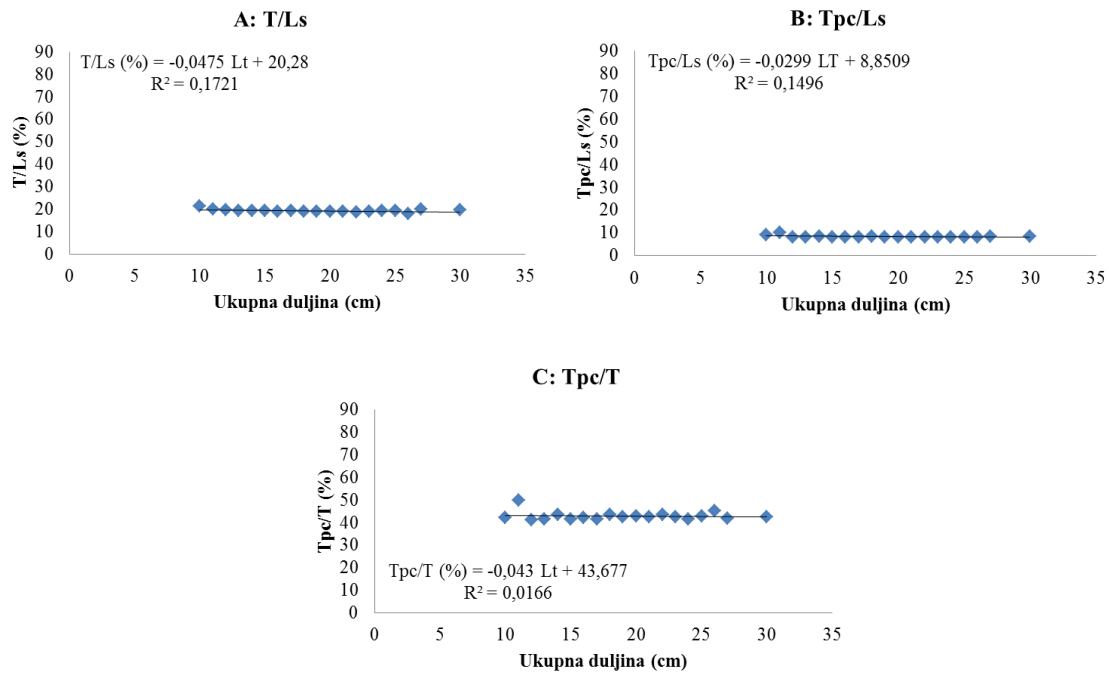 A: T/Ls
T/Ls (%) = -0,0475 Lt + 20,28
R² = 0,1721
T/Ls (%)
90
80
70
60
50
40
30
20
10
0
0 5 10 15 20 25 30 35
Ukupna duljina (cm)
B: Tpc/Ls
Tpc/Ls (%) = -0,0299 LT + 8,8509
R² = 0,1496
Tpc/Ls (%)
90
80
70
60
50
40
30
20
10
0
0 5 10 15 20 25 30 35
Ukupna duljina (cm)
C: Tpc/T
Tpc/T (%)
90
80
70
60
50
40
30
20
10
0
Tpc/T (%) = -0,043 Lt + 43,677
R² = 0,0166
0 5 10 15 20 25 30 35
Ukupna duljina (cm)